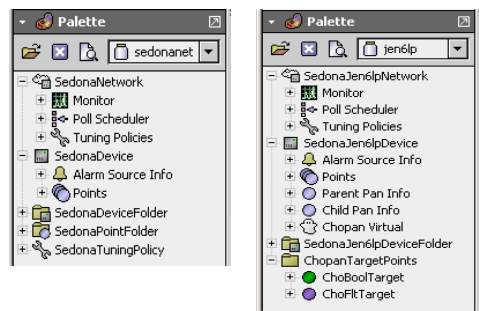 Palette
sedonanet
SedonaNetwork
Monitor
Poll Scheduler
Tuning Policies
SedonaDevice
Alarm Source Info
Points
SedonaDeviceFolder
SedonaPointFolder
SedonaTuningPolicy
Palette
jen6lp
SedonaJen6lpNetwork
Monitor
Poll Scheduler
Tuning Policies
SedonaJen6lpDevice
Alarm Source Info
Points
Parent Pan Info
Child Pan Info
Chopan Virtual
SedonaJen6lpDeviceFolder
ChopanTargetPoints
ChoBoolTarget
ChoFltTarget